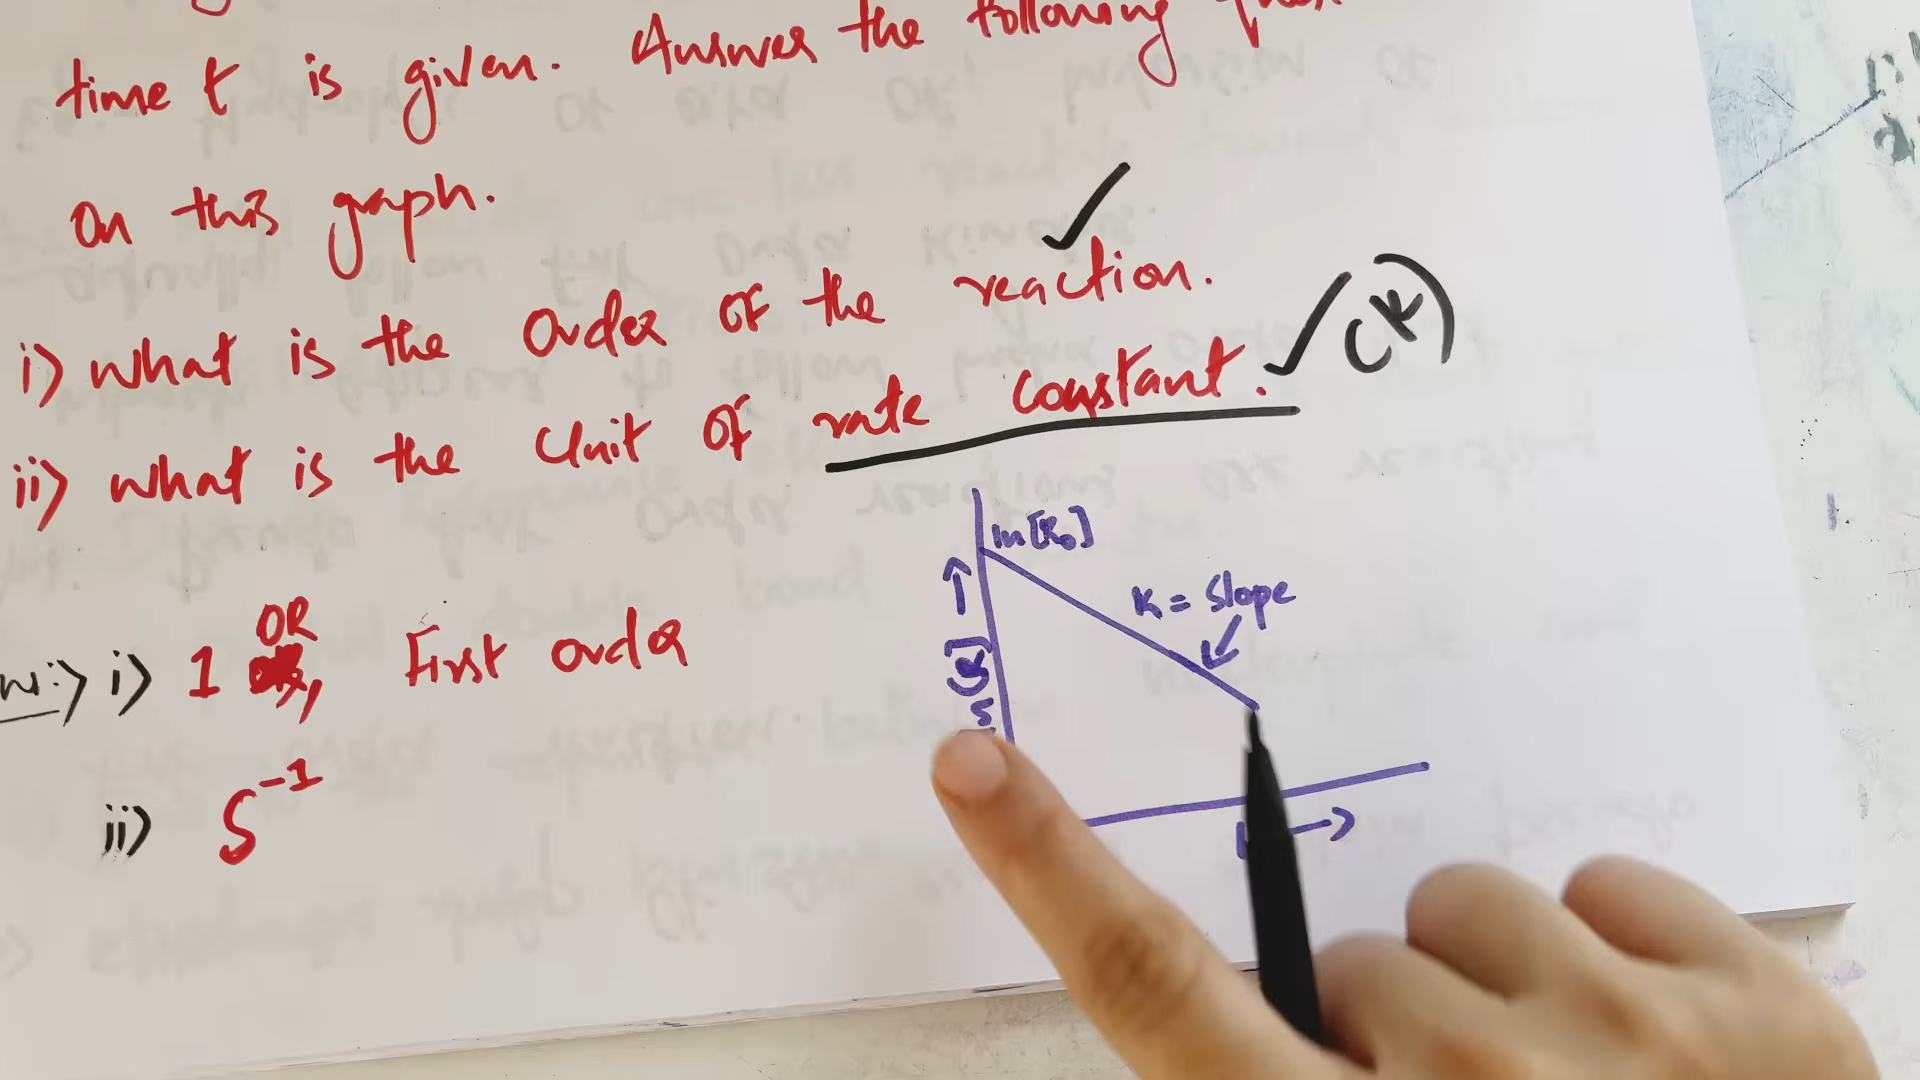 time t is given. Answer the following
on this graph.
i) what is the order of the reaction.
ii) what is the Unit of rate constant. (k)
ln[R₀]
k = slope
i) 1 OR, First order
ii) S⁻¹